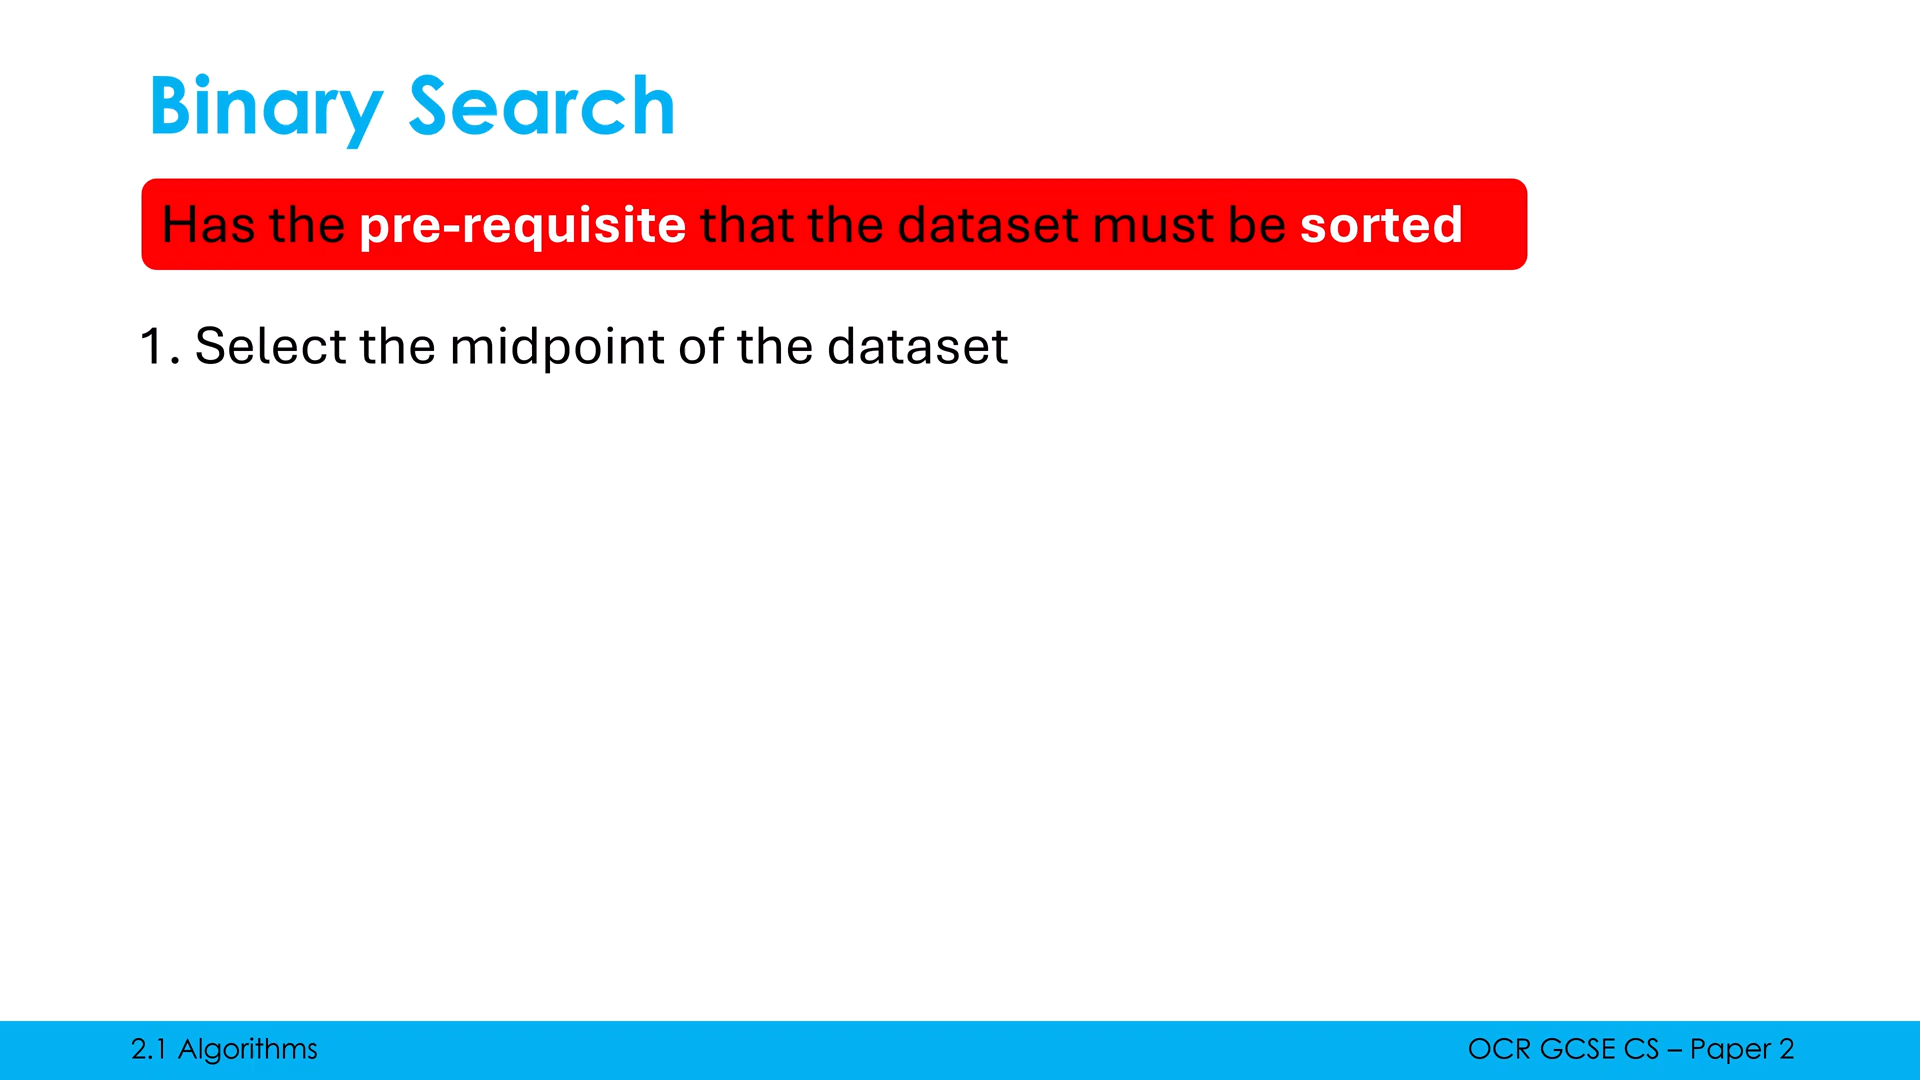 Binary Search
Has the pre-requisite that the dataset must be sorted
1. Select the midpoint of the dataset
2.1 Algorithms
OCR GCSE CS – Paper 2